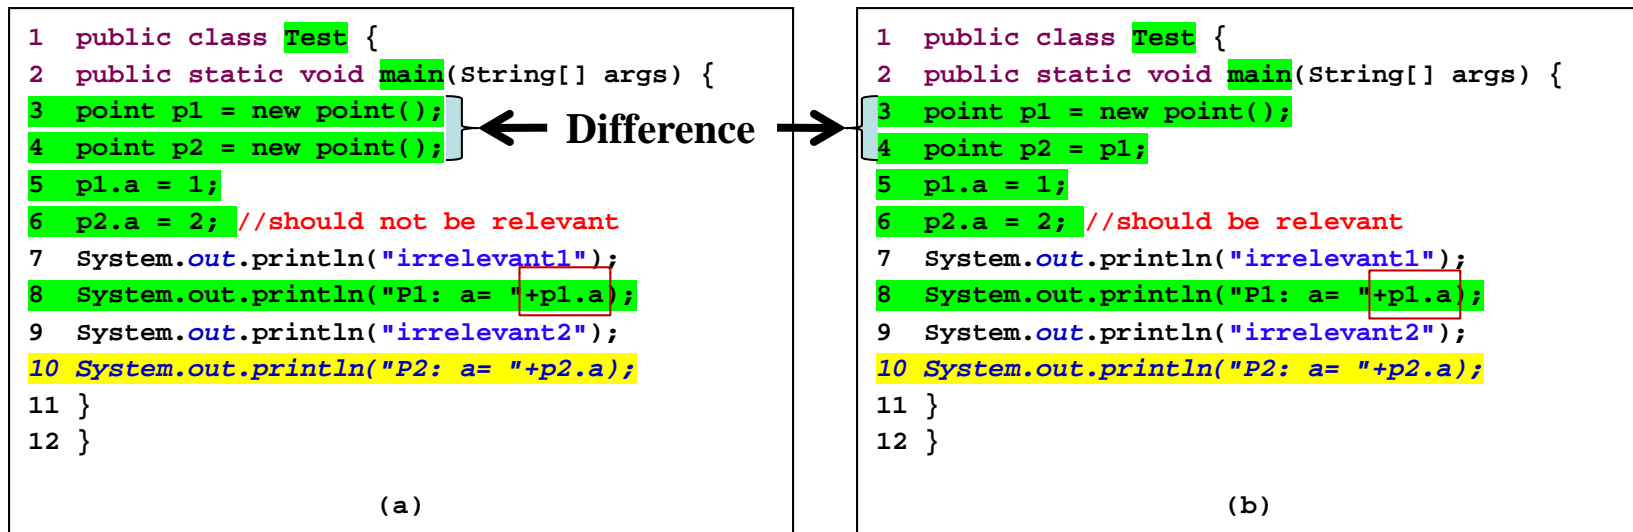 1 public class Test {
2 public static void main(String[] args) {
3 point p1 = new point();
4 point p2 = new point();
5 p1.a = 1;
6 p2.a = 2; //should not be relevant
7 System.out.println("irrelevant1");
8 System.out.println("P1: a= "+p1.a);
9 System.out.println("irrelevant2");
10 System.out.println("P2: a= "+p2.a);
11 }
12 }
(a)
Difference
1 public class Test {
2 public static void main(String[] args) {
3 point p1 = new point();
4 point p2 = p1;
5 p1.a = 1;
6 p2.a = 2; //should be relevant
7 System.out.println("irrelevant1");
8 System.out.println("P1: a= "+p1.a);
9 System.out.println("irrelevant2");
10 System.out.println("P2: a= "+p2.a);
11 }
12 }
(b)